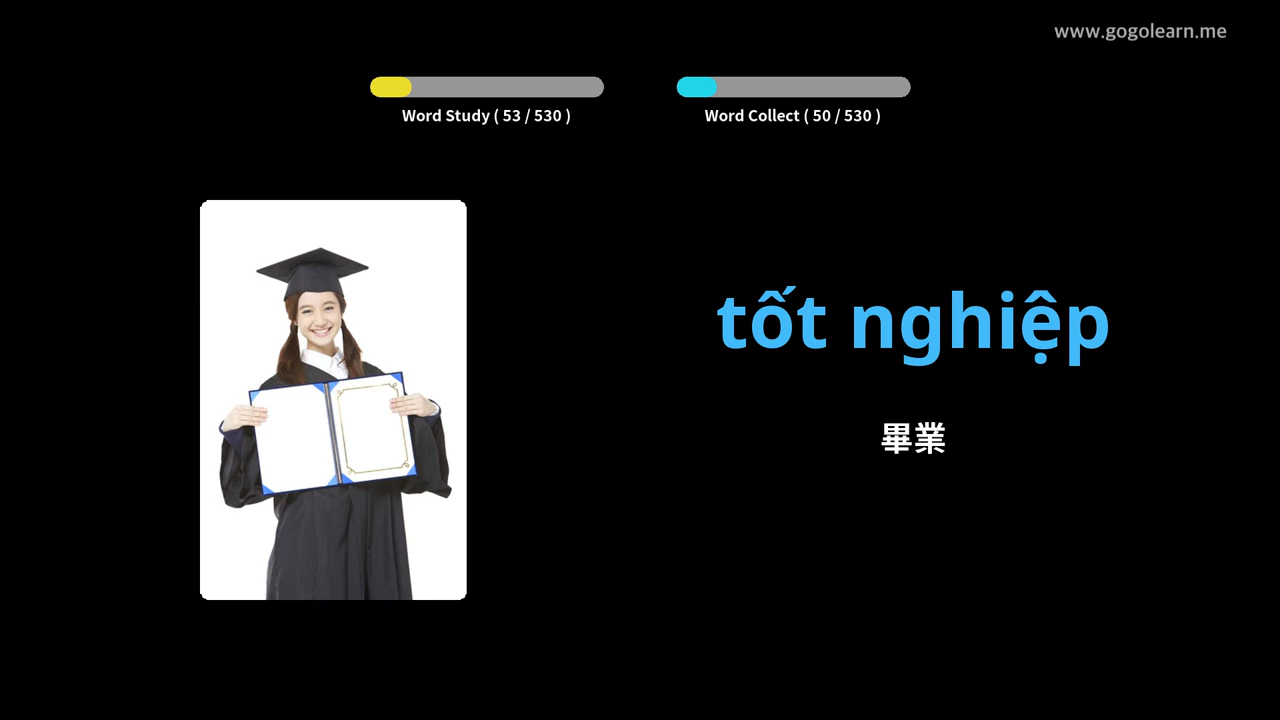 www.gogolearn.me
Word Study ( 53 / 530 )
Word Collect ( 50 / 530 )
tốt nghiệp
畢業